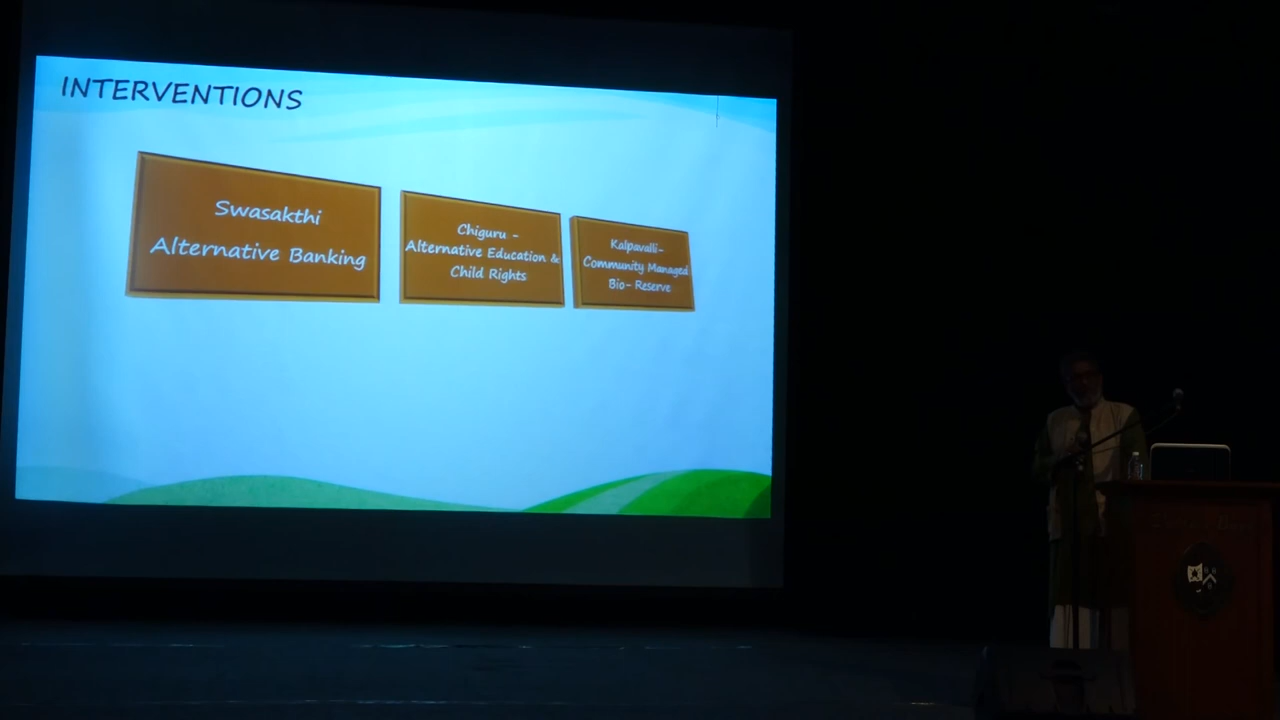 INTERVENTIONS
Swasakthi
Alternative Banking
Chiguru -
Alternative Education &
Child Rights
Kalpavalli-
Community Managed
Bio- Reserve